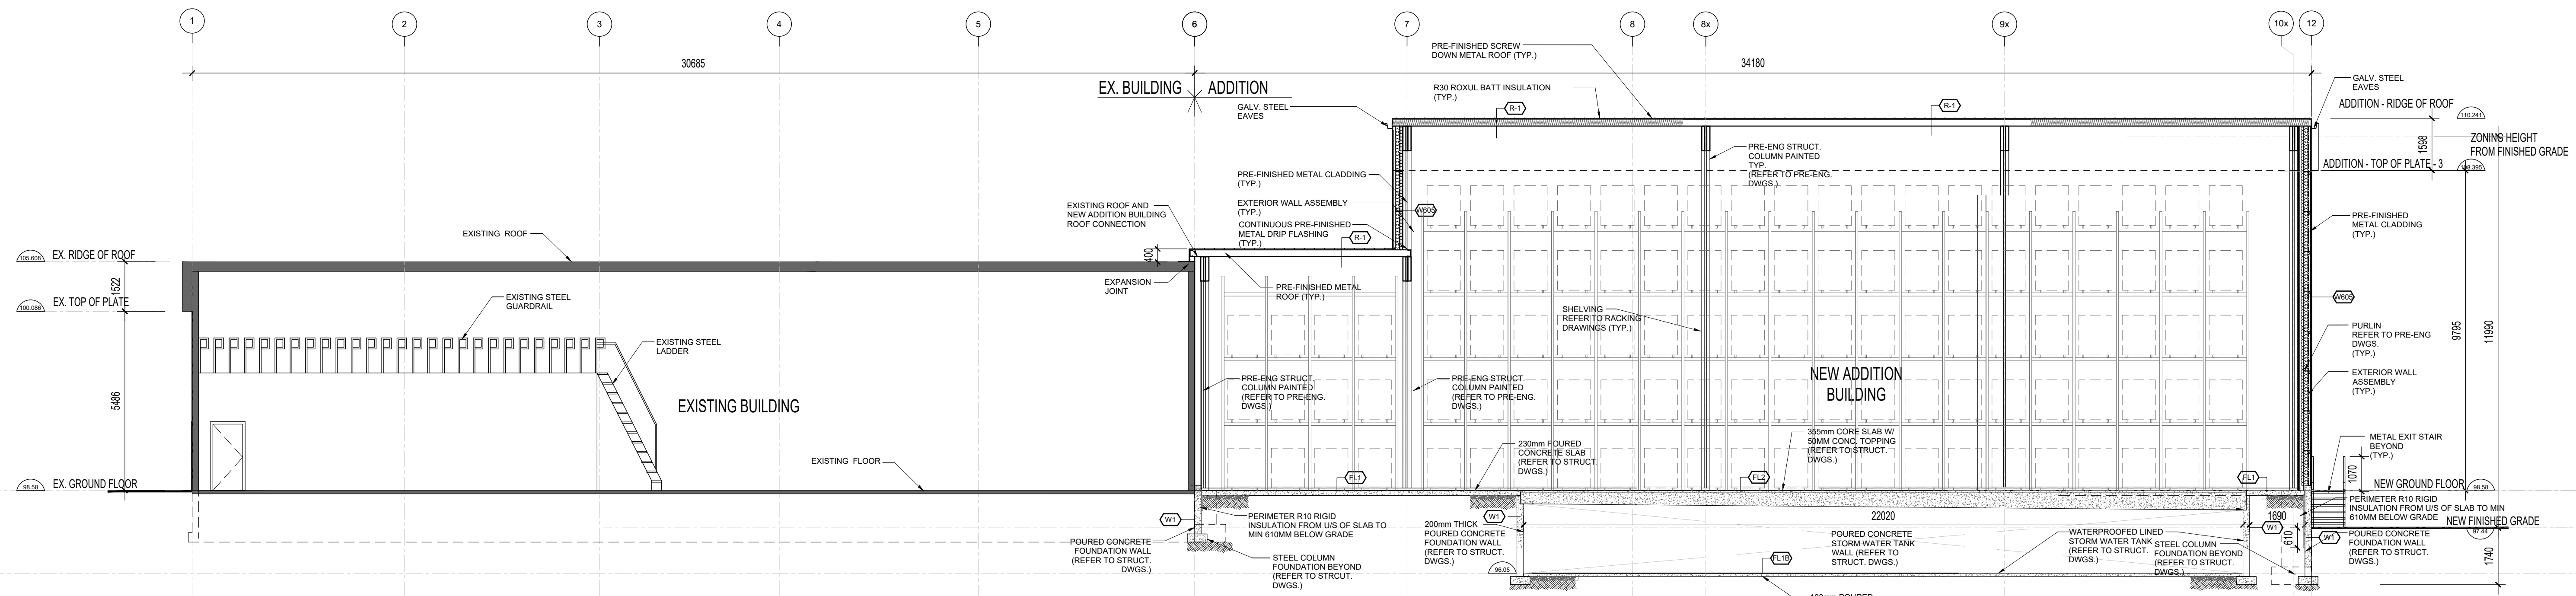 1
2
3
4
5
6
7
8
8x
9x
10x
12
30685
34180
EX. BUILDING
ADDITION
PRE-FINISHED SCREW
DOWN METAL ROOF (TYP.)
R30 ROXUL BATT INSULATION
(TYP.)
R-1
R-1
GALV. STEEL
EAVES
GALV. STEEL
EAVES
ADDITION - RIDGE OF ROOF
110.241
1598
ZONING HEIGHT
FROM FINISHED GRADE
ADDITION - TOP OF PLATE - 3
108.395
PRE-ENG STRUCT.
COLUMN PAINTED
TYP.
(REFER TO PRE-ENG.
DWGS.)
PRE-FINISHED METAL CLADDING
(TYP.)
EXTERIOR WALL ASSEMBLY
(TYP.)
CONTINUOUS PRE-FINISHED
METAL DRIP FLASHING
(TYP.)
W605
R-1
EXISTING ROOF AND
NEW ADDITION BUILDING
ROOF CONNECTION
400
EXPANSION
JOINT
PRE-FINISHED METAL
ROOF (TYP.)
PRE-FINISHED
METAL CLADDING
(TYP.)
W605
PURLIN
REFER TO PRE-ENG
DWGS.
(TYP.)
EXTERIOR WALL
ASSEMBLY
(TYP.)
9795
11990
EXISTING ROOF
105.608
EX. RIDGE OF ROOF
1522
100.086
EX. TOP OF PLATE
5486
98.58
EX. GROUND FLOOR
EXISTING STEEL
GUARDRAIL
EXISTING STEEL
LADDER
EXISTING BUILDING
EXISTING FLOOR
SHELVING
REFER TO RACKING
DRAWINGS (TYP.)
PRE-ENG STRUCT.
COLUMN PAINTED
(REFER TO PRE-ENG.
DWGS.)
PRE-ENG STRUCT.
COLUMN PAINTED
(REFER TO PRE-ENG.
DWGS.)
NEW ADDITION
BUILDING
230mm POURED
CONCRETE SLAB
(REFER TO STRUCT.
DWGS.)
355mm CORE SLAB W/
50MM CONC. TOPPING
(REFER TO STRUCT.
DWGS.)
FL1
FL2
FL1
METAL EXIT STAIR
BEYOND
(TYP.)
1070
NEW GROUND FLOOR
98.58
PERIMETER R10 RIGID
INSULATION FROM U/S OF SLAB TO MIN
610MM BELOW GRADE
NEW FINISHED GRADE
97.44
1740
W1
PERIMETER R10 RIGID
INSULATION FROM U/S OF SLAB TO
MIN 610MM BELOW GRADE
POURED CONCRETE
FOUNDATION WALL
(REFER TO STRUCT.
DWGS.)
STEEL COLUMN
FOUNDATION BEYOND
(REFER TO STRCUT.
DWGS.)
200mm THICK
POURED CONCRETE
FOUNDATION WALL
(REFER TO STRUCT.
DWGS.)
W1
22020
1690
610
96.05
POURED CONCRETE
STORM WATER TANK
WALL (REFER TO
STRUCT. DWGS.)
FL1B
WATERPROOFED LINED
STORM WATER TANK
(REFER TO STRUCT.
DWGS.)
STEEL COLUMN
FOUNDATION BEYOND
(REFER TO STRUCT.
DWGS.)
W1
W1
POURED CONCRETE
FOUNDATION WALL
(REFER TO STRUCT.
DWGS.)